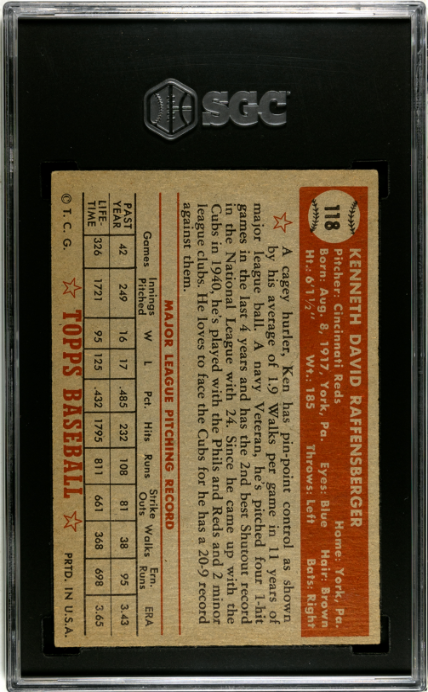 SGC
118
KENNETH DAVID RAFFENSBERGER
Pitcher: Cincinnati Reds Home: York, Pa.
Born: Aug. 8, 1917, York, Pa. Eyes: Blue Hair: Brown
Ht.: 6'1½" Wt.: 185 Throws: Left Bats: Right
A cagey hurler, Ken has pin-point control as shown
by his average of 1.9 Walks per game in 11 years of
major league ball. A navy Veteran, he's pitched four 1-hit
games in the last 4 years and has the 2nd best Shutout record
in the National League with 24. Since he came up with the
Cubs in 1940, he's played with the Phils and Reds and 2 minor
league clubs. He loves to face the Cubs for he has a 20-9 record
against them.
MAJOR LEAGUE PITCHING RECORD
Games Innings Pitched W L Pct. Hits Runs Strike Outs Walks Ern. Runs ERA
PAST YEAR 42 249 16 17 .485 232 108 81 38 95 3.43
LIFE-TIME 326 1721 95 125 .432 1795 811 661 368 698 3.65
© T. C. G. TOPPS BASEBALL PRTD. IN U.S.A.